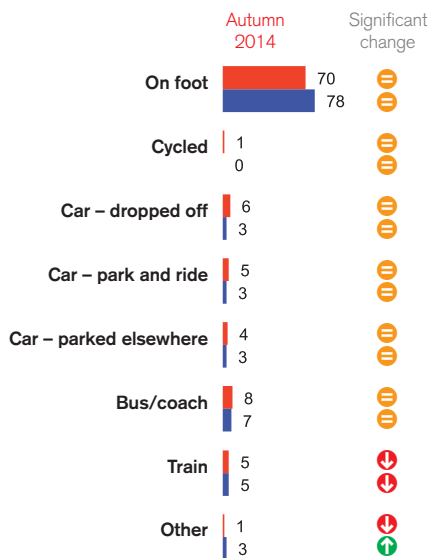 Autumn
2014
Significant
change
On foot
70
78
Cycled
1
0
Car – dropped off
6
3
Car – park and ride
5
3
Car – parked elsewhere
4
3
Bus/coach
8
7
Train
5
5
Other
1
3